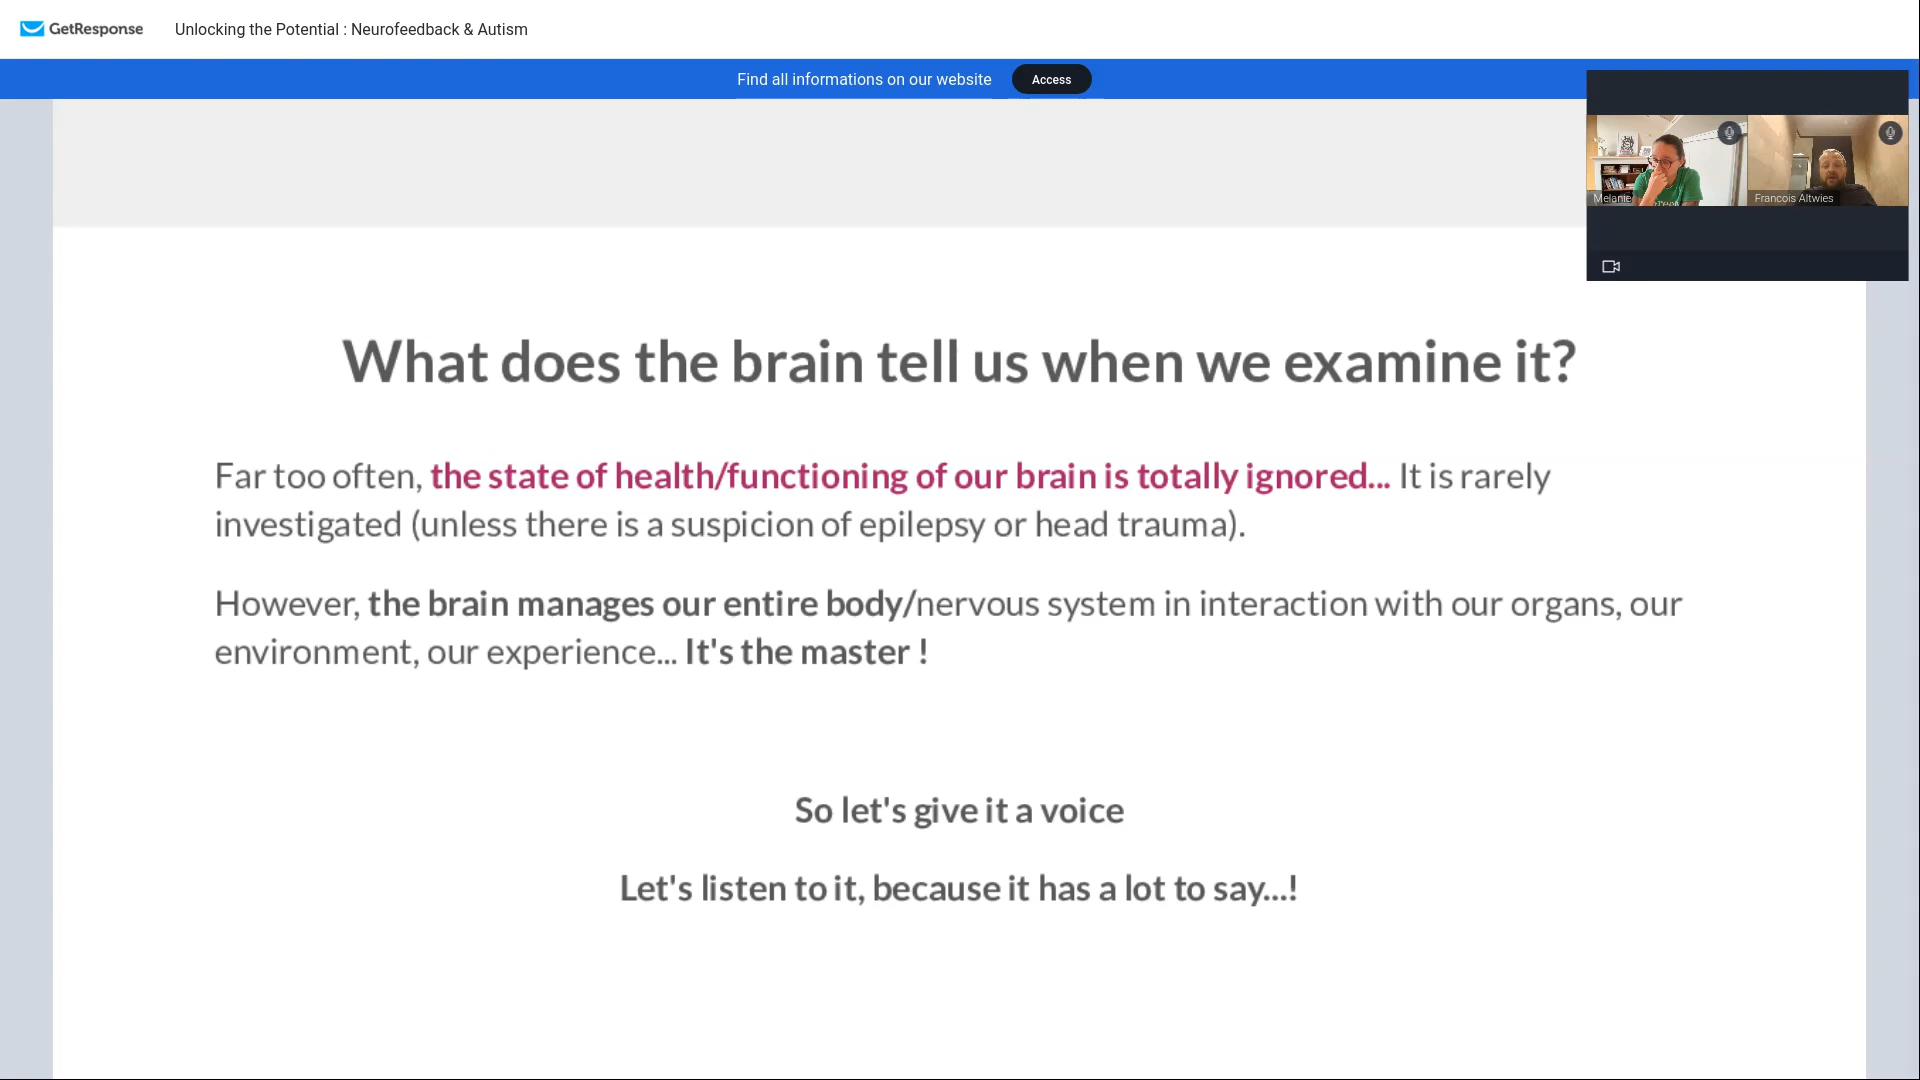 GetResponse
Unlocking the Potential : Neurofeedback & Autism
Find all informations on our website
Access
Melanie
Francois Altwies
What does the brain tell us when we examine it?
Far too often, the state of health/functioning of our brain is totally ignored... It is rarely
investigated (unless there is a suspicion of epilepsy or head trauma).
However, the brain manages our entire body/nervous system in interaction with our organs, our
environment, our experience... It's the master !
So let's give it a voice
Let's listen to it, because it has a lot to say...!